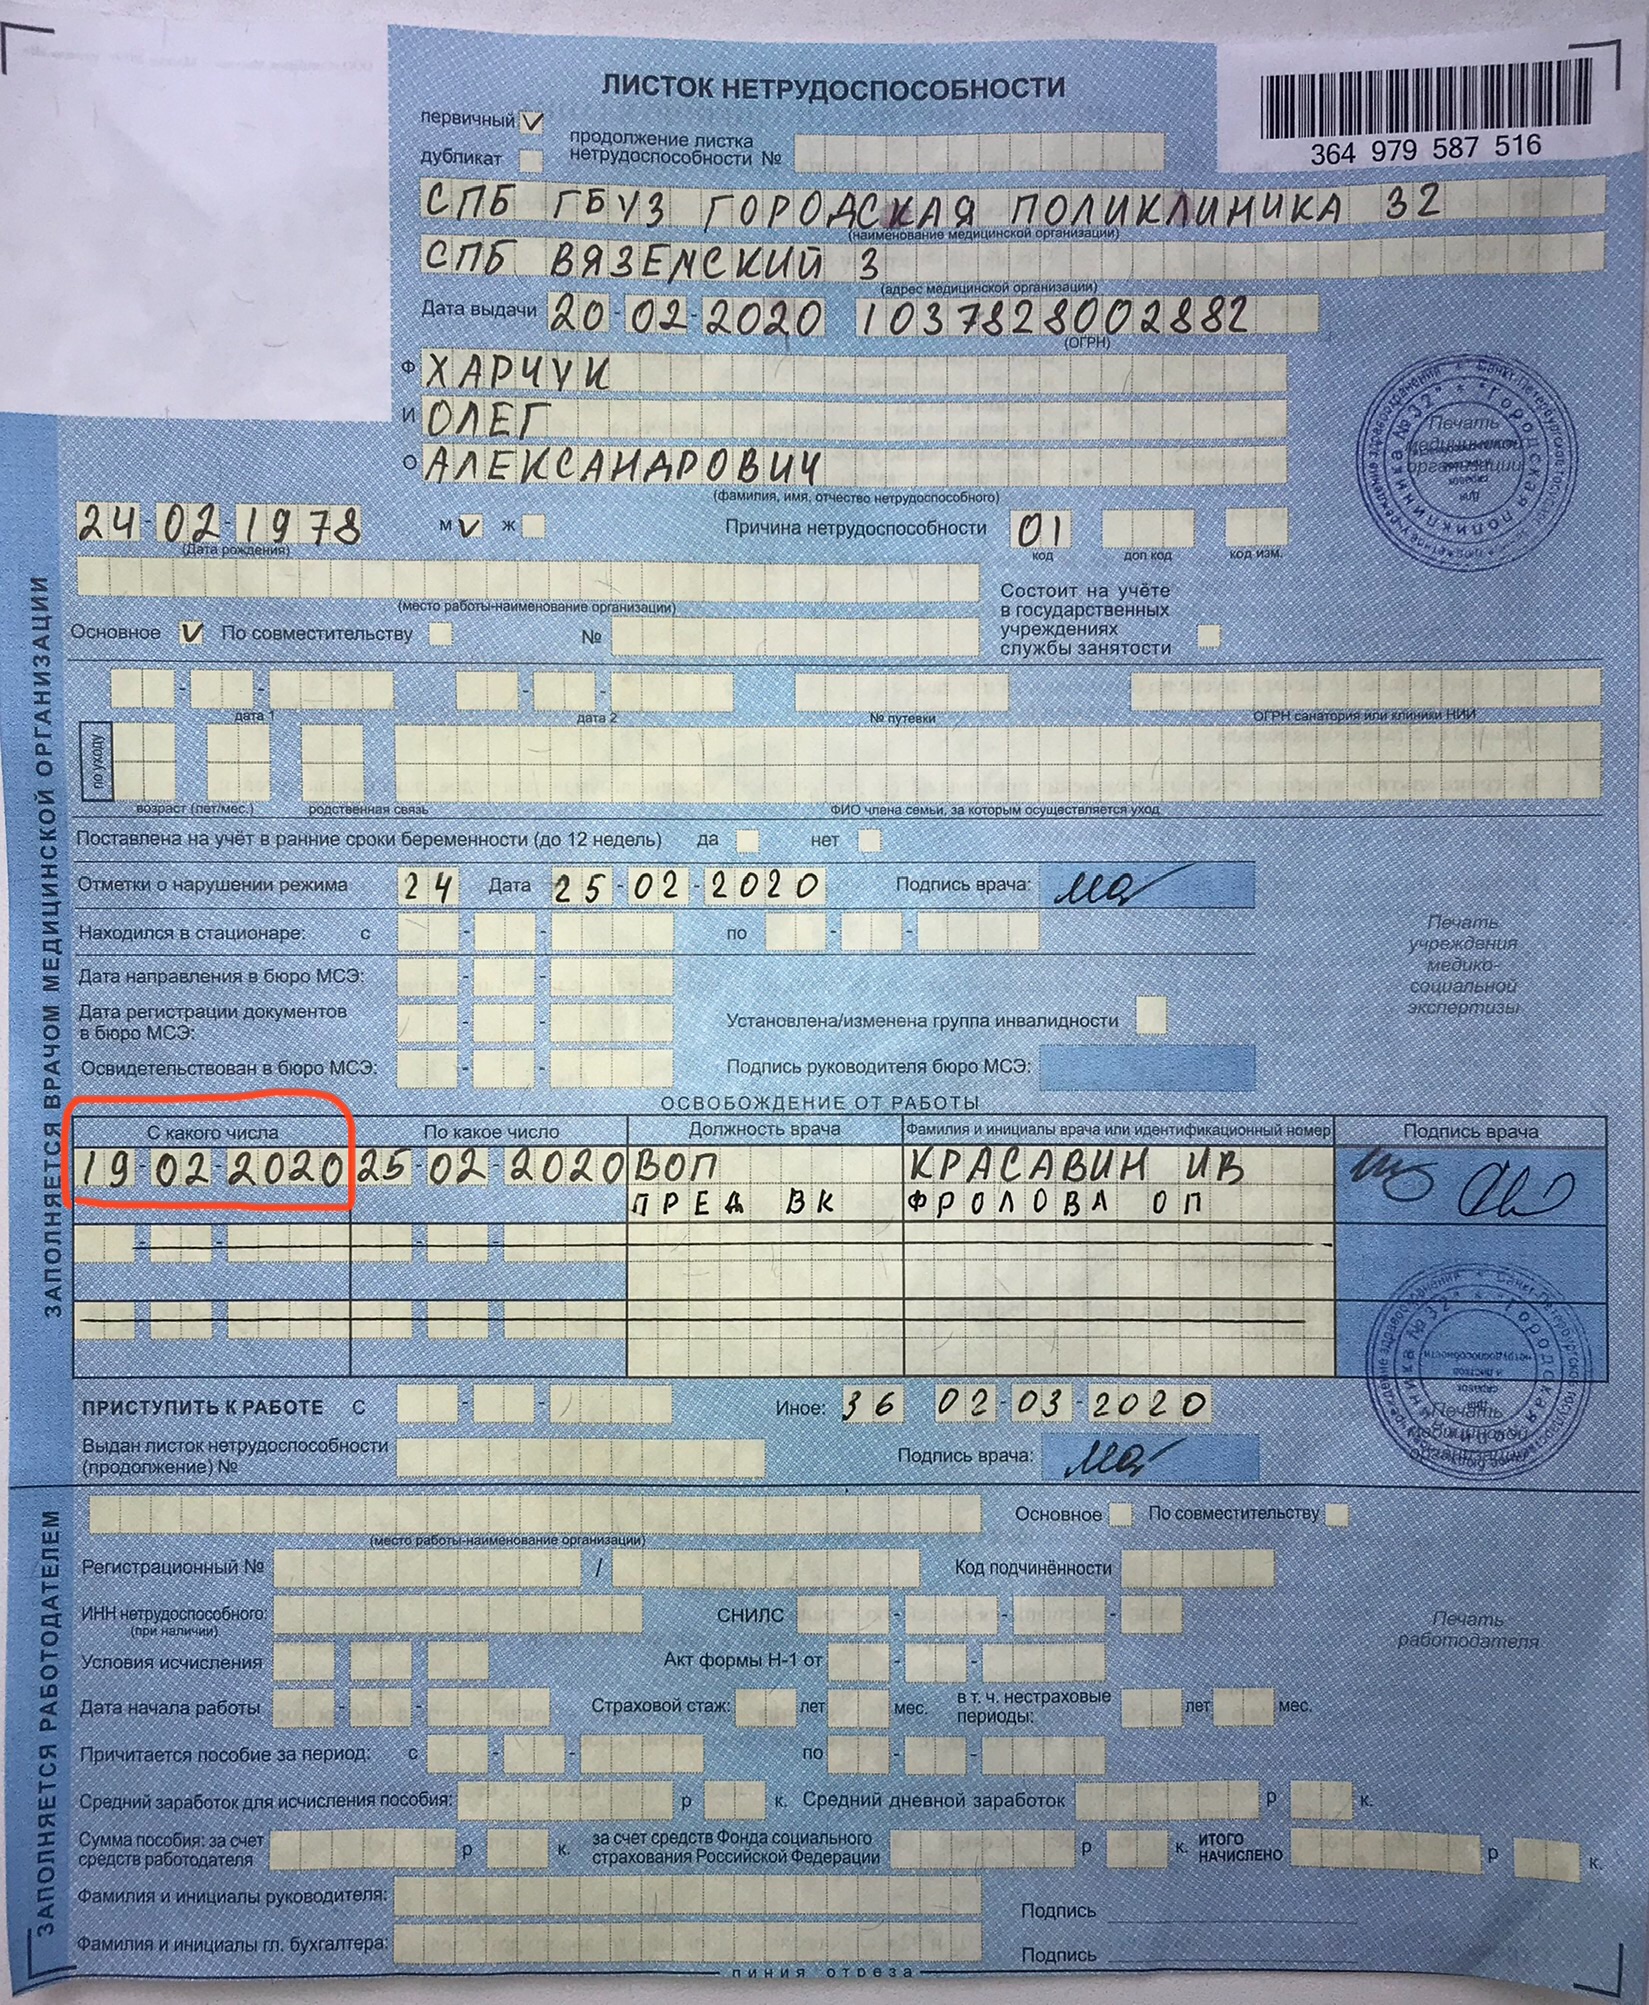 ЛИСТОК НЕТРУДОСПОСОБНОСТИ
первичный V
дубликат
продолжение листка
нетрудоспособности №
364 979 587 516
СПБ ГБУЗ ГОРОДСКАЯ ПОЛИКЛИНИКА 32
(наименование медицинской организации)
СПБ ВЯЗЕМСКИЙ 3
(адрес медицинской организации)
Дата выдачи 20-02-2020 1037828002882
(ОГРН)
Ф ХАРЧУК
И ОЛЕГ
О АЛЕКСАНДРОВИЧ
(фамилия, имя, отчество нетрудоспособного)
Печать
медицинской
организации
24-02-1978 м V ж Причина нетрудоспособности 01
(Дата рождения) код доп код код изм.
(место работы-наименование организации)
Состоит на учёте
в государственных
учреждениях
службы занятости
Основное V По совместительству №
дата 1 дата 2 № путевки ОГРН санатория или клиники НИИ
по уходу
возраст (лет/мес.) родственная связь ФИО члена семьи, за которым осуществляется уход
Поставлена на учёт в ранние сроки беременности (до 12 недель) да нет
Отметки о нарушении режима 24 Дата 25-02-2020 Подпись врача:
Находился в стационаре: с - - по - -
Печать
учреждения
медико-
социальной
экспертизы
Дата направления в бюро МСЭ:
Дата регистрации документов
в бюро МСЭ:
Установлена/изменена группа инвалидности
Освидетельствован в бюро МСЭ: Подпись руководителя бюро МСЭ:
ОСВОБОЖДЕНИЕ ОТ РАБОТЫ
С какого числа По какое число Должность врача Фамилия и инициалы врача или идентификационный номер Подпись врача
19-02-2020 25-02-2020 ВОП КРАСАВИН ИВ
ПРЕД ВК ФРОЛОВА ОП
ПРИСТУПИТЬ К РАБОТЕ С - - Иное: 36 02-03-2020
Выдан листок нетрудоспособности
(продолжение) №
Подпись врача:
Печать
медицинской
ЗАПОЛНЯЕТСЯ ВРАЧОМ МЕДИЦИНСКОЙ ОРГАНИЗАЦИИ
Основное По совместительству
(место работы-наименование организации)
Регистрационный № / Код подчинённости
ИНН нетрудоспособного:
(при наличии)
СНИЛС - - -
Печать
работодателя
Условия исчисления Акт формы Н-1 от - -
Дата начала работы - - Страховой стаж: лет мес. в т. ч. нестраховые
периоды: лет мес.
Причитается пособие за период: с - - по - -
Средний заработок для исчисления пособия: р к. Средний дневной заработок р к.
Сумма пособия: за счет
средств работодателя р к.
за счет средств Фонда социального
страхования Российской Федерации р к.
ИТОГО
НАЧИСЛЕНО р к.
Фамилия и инициалы руководителя: Подпись
Фамилия и инициалы гл. бухгалтера: Подпись
ЗАПОЛНЯЕТСЯ РАБОТОДАТЕЛЕМ
линия отреза